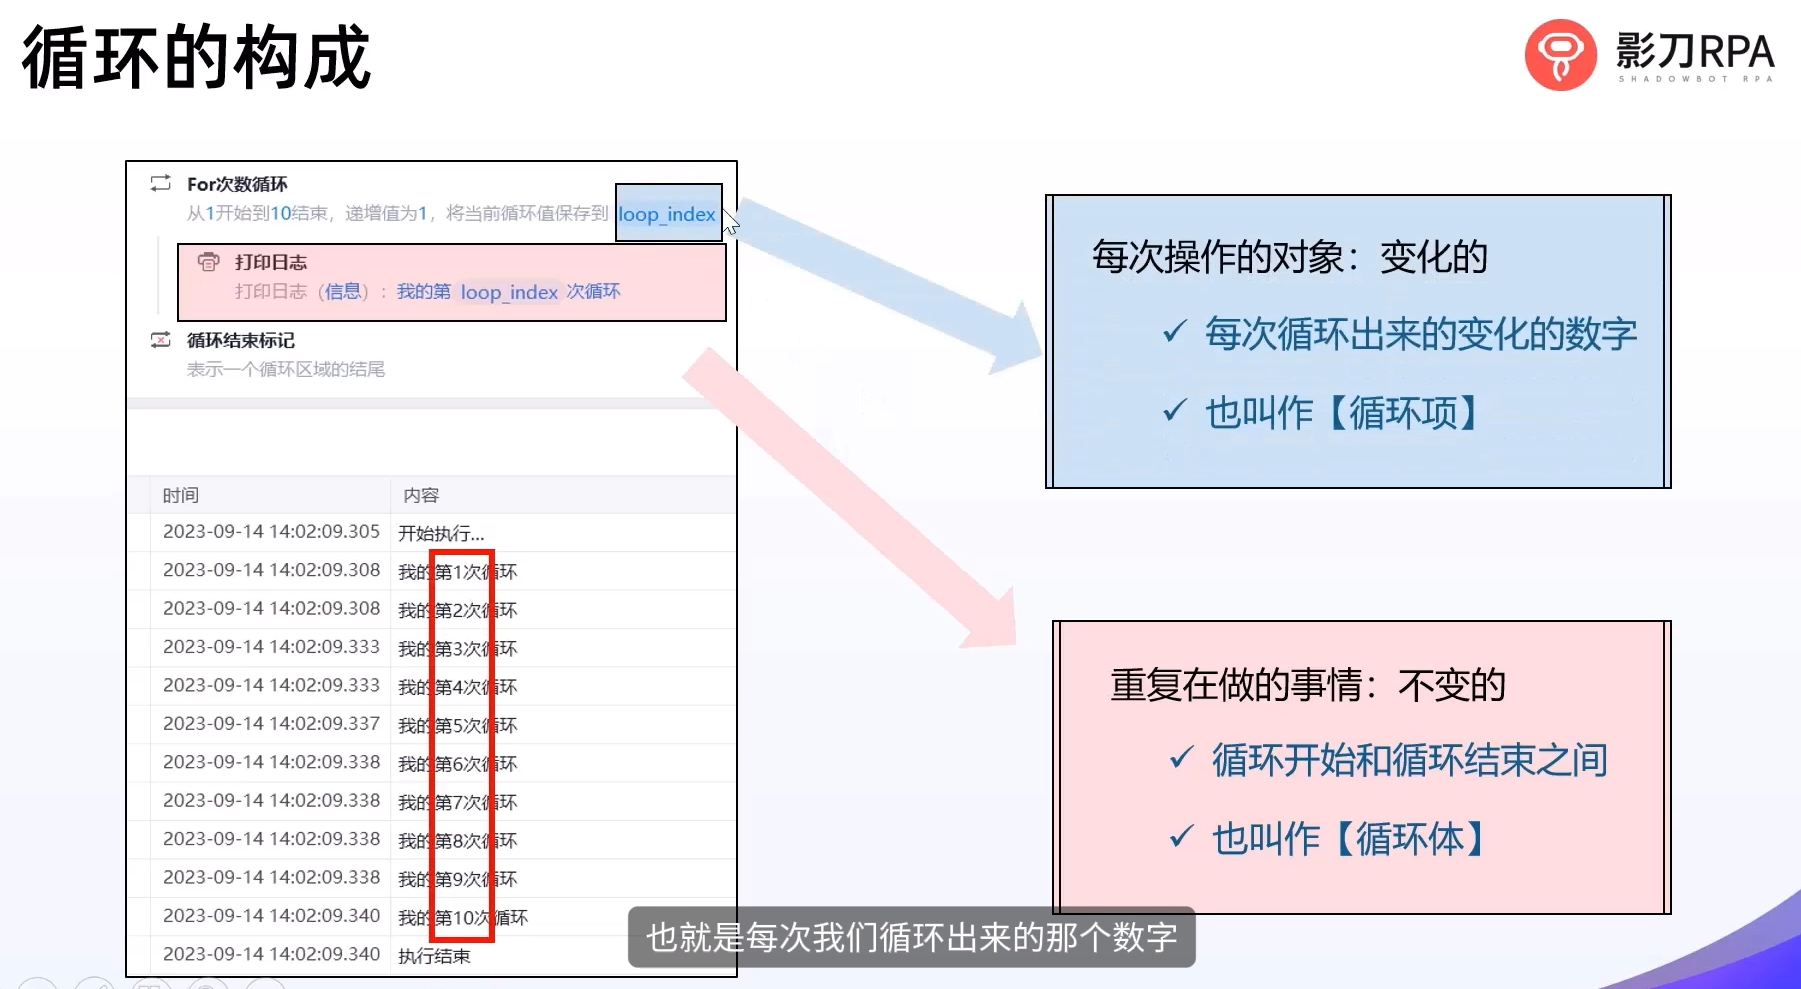 循环的构成
影刀RPA
SHADOWBOT RPA
For次数循环
从1开始到10结束，递增值为1，将当前循环值保存到 loop_index
打印日志
打印日志（信息）：我的第 loop_index 次循环
循环结束标记
表示一个循环区域的结尾
时间 内容
2023-09-14 14:02:09.305 开始执行...
2023-09-14 14:02:09.308 我的第1次循环
2023-09-14 14:02:09.308 我的第2次循环
2023-09-14 14:02:09.333 我的第3次循环
2023-09-14 14:02:09.333 我的第4次循环
2023-09-14 14:02:09.337 我的第5次循环
2023-09-14 14:02:09.338 我的第6次循环
2023-09-14 14:02:09.338 我的第7次循环
2023-09-14 14:02:09.338 我的第8次循环
2023-09-14 14:02:09.338 我的第9次循环
2023-09-14 14:02:09.340 我的第10次循环
2023-09-14 14:02:09.340 执行结束
每次操作的对象：变化的
✓ 每次循环出来的变化的数字
✓ 也叫作【循环项】
重复在做的事情：不变的
✓ 循环开始和循环结束之间
✓ 也叫作【循环体】
也就是每次我们循环出来的那个数字